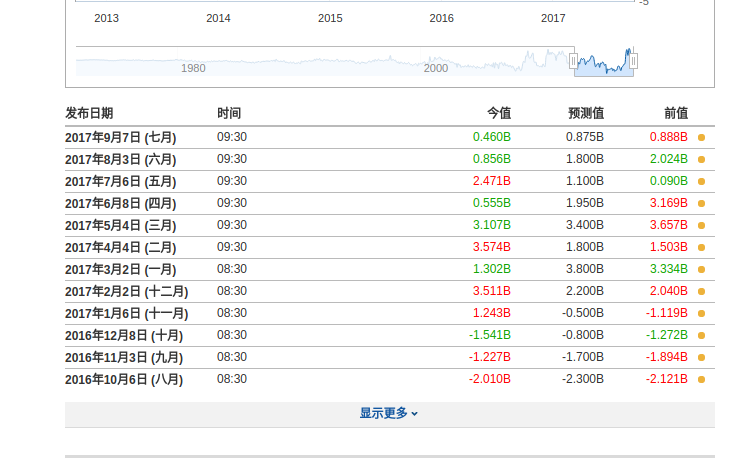 -5
2013 2014 2015 2016 2017
1980 2000
发布日期 时间 今值 预测值 前值
2017年9月7日 (七月) 09:30 0.460B 0.875B 0.888B
2017年8月3日 (六月) 09:30 0.856B 1.800B 2.024B
2017年7月6日 (五月) 09:30 2.471B 1.100B 0.090B
2017年6月8日 (四月) 09:30 0.555B 1.950B 3.169B
2017年5月4日 (三月) 09:30 3.107B 3.400B 3.657B
2017年4月4日 (二月) 09:30 3.574B 1.800B 1.503B
2017年3月2日 (一月) 08:30 1.302B 3.800B 3.334B
2017年2月2日 (十二月) 08:30 3.511B 2.200B 2.040B
2017年1月6日 (十一月) 08:30 1.243B -0.500B -1.119B
2016年12月8日 (十月) 08:30 -1.541B -0.800B -1.272B
2016年11月3日 (九月) 08:30 -1.227B -1.700B -1.894B
2016年10月6日 (八月) 08:30 -2.010B -2.300B -2.121B
显示更多